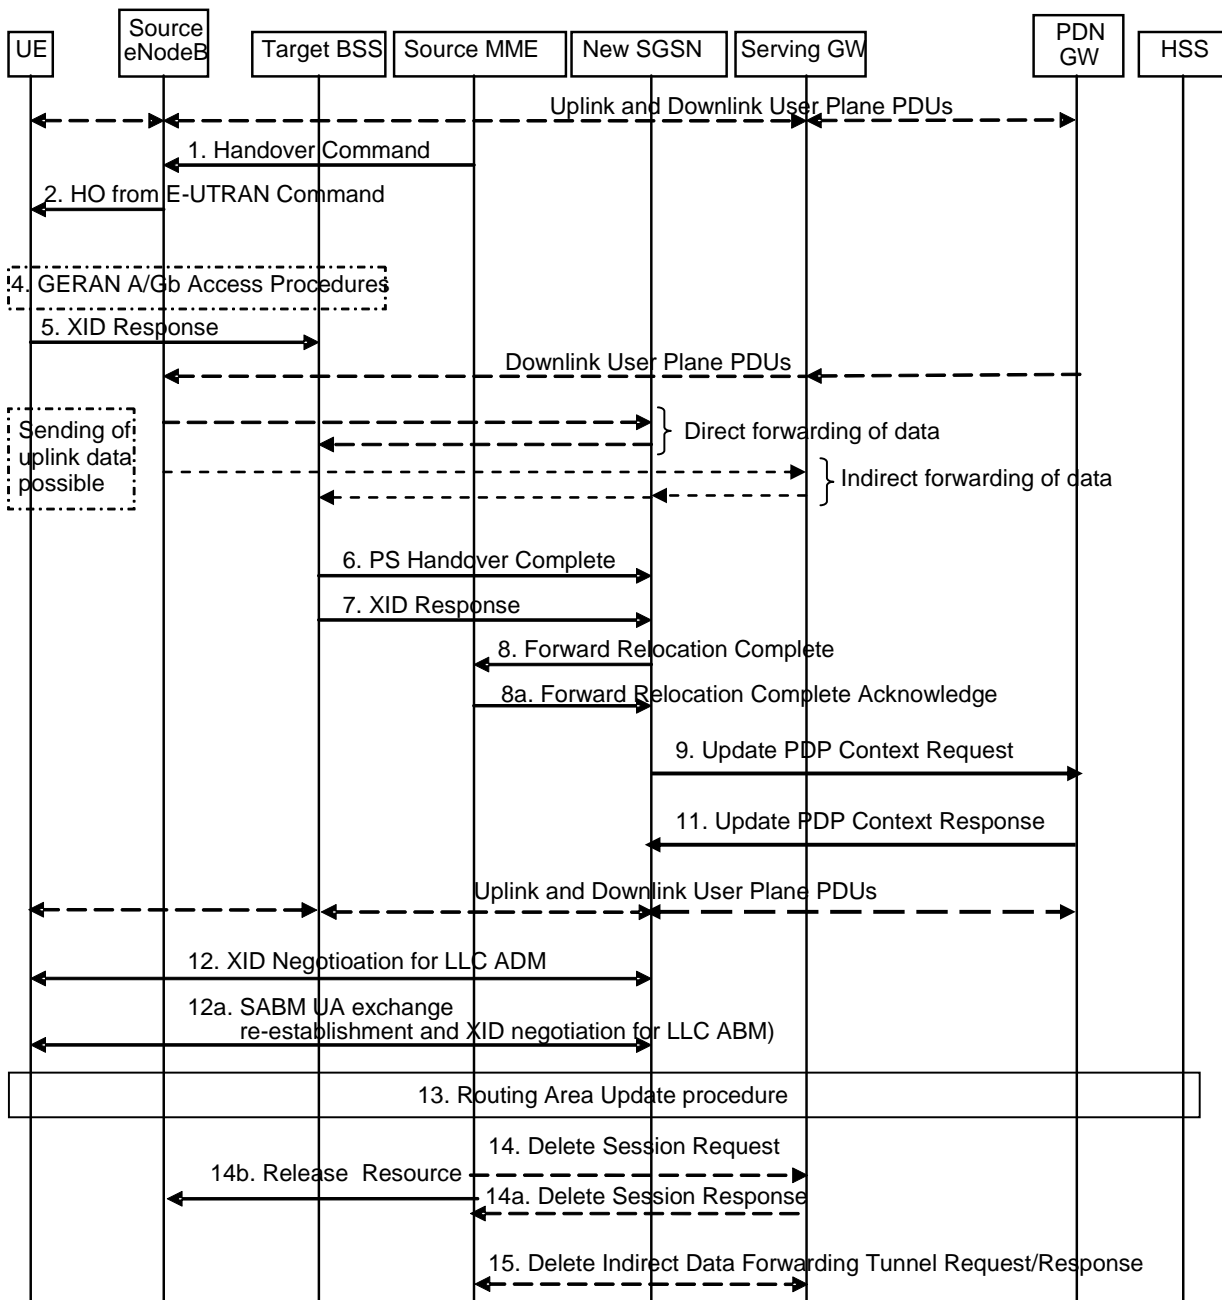 UE
Source
eNodeB
Target BSS
Source MME
New SGSN
Serving GW
PDN
GW
HSS
Uplink and Downlink User Plane PDUs
1. Handover Command
2. HO from E-UTRAN Command
4. GERAN A/Gb Access Procedures
5. XID Response
Downlink User Plane PDUs
Sending of
uplink data
possible
Direct forwarding of data
Indirect forwarding of data
6. PS Handover Complete
7. XID Response
8. Forward Relocation Complete
8a. Forward Relocation Complete Acknowledge
9. Update PDP Context Request
11. Update PDP Context Response
Uplink and Downlink User Plane PDUs
12. XID Negotioation for LLC ADM
12a. SABM UA exchange
re-establishment and XID negotiation for LLC ABM)
13. Routing Area Update procedure
14. Delete Session Request
14b. Release Resource
14a. Delete Session Response
15. Delete Indirect Data Forwarding Tunnel Request/Response